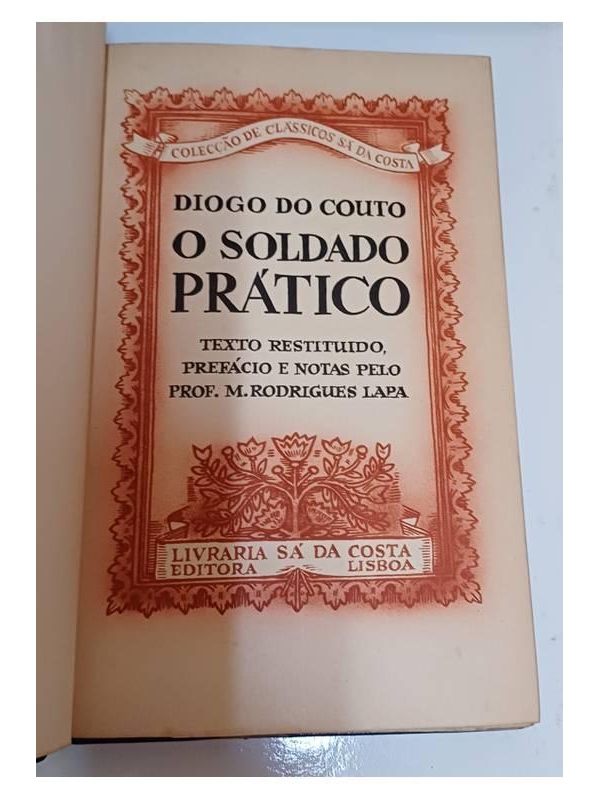 COLECÇÃO DE CLÁSSICOS SÁ DA COSTA
DIOGO DO COUTO
O SOLDADO
PRÁTICO
TEXTO RESTITUIDO,
PREFÁCIO E NOTAS PELO
PROF. M. RODRIGUES LAPA
LIVRARIA SÁ DA COSTA
EDITORA LISBOA